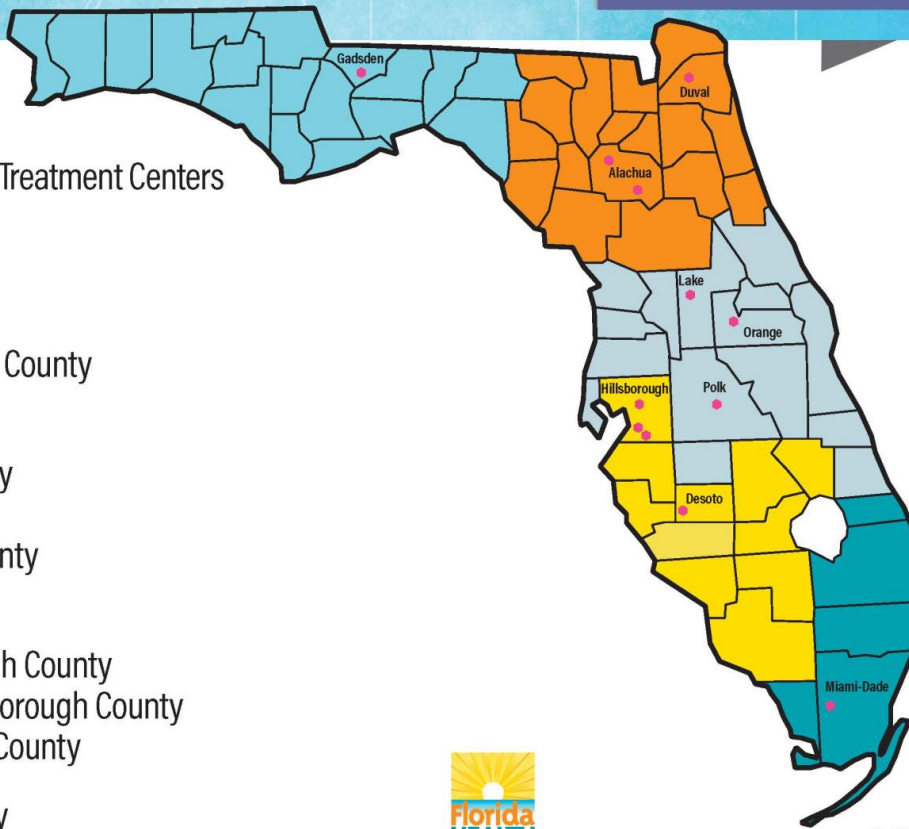 Treatment Centers
County
y
nty
h County
orough County
County
y
Gadsden
Duval
Alachua
Lake
Orange
Hillsborough
Polk
Desoto
Miami-Dade
Florida